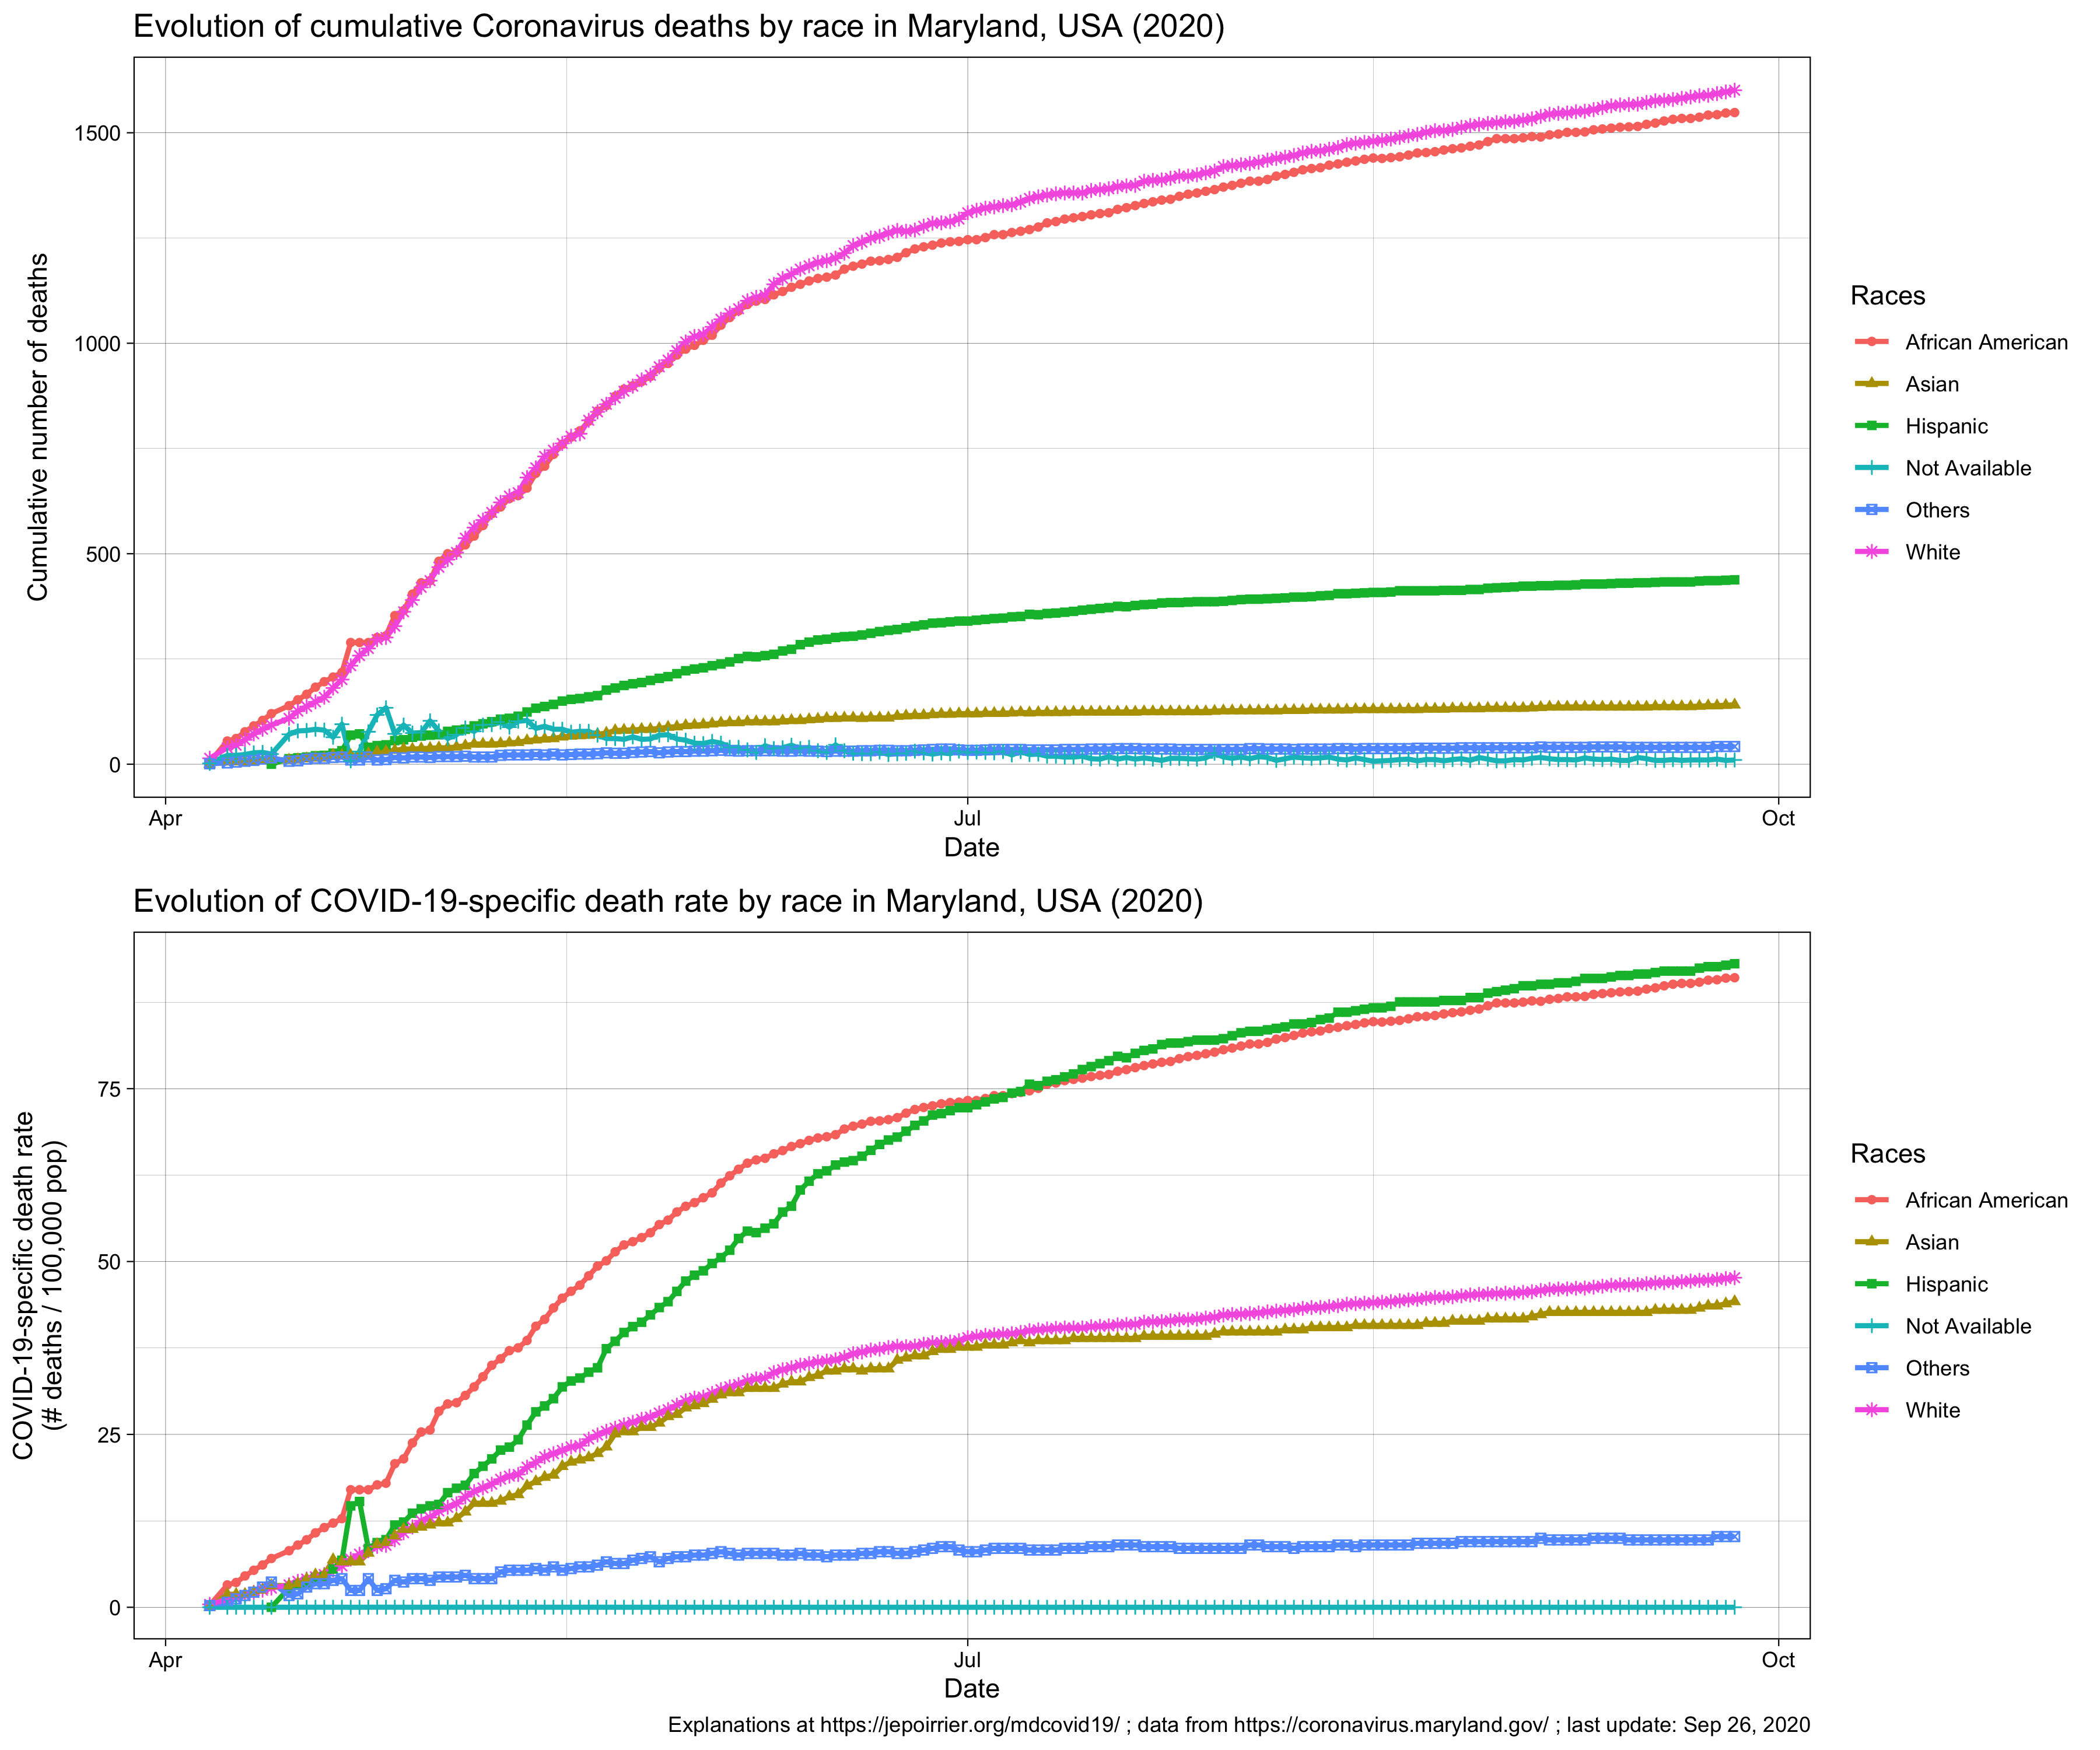 Evolution of cumulative Coronavirus deaths by race in Maryland, USA (2020)
Cumulative number of deaths
1500
1000
500
0
Apr
Jul
Oct
Date
Races
African American
Asian
Hispanic
Not Available
Others
White
Evolution of COVID-19-specific death rate by race in Maryland, USA (2020)
COVID-19-specific death rate
(# deaths / 100,000 pop)
75
50
25
0
Apr
Jul
Oct
Date
Races
African American
Asian
Hispanic
Not Available
Others
White
Explanations at https://jepoirrier.org/mdcovid19/ ; data from https://coronavirus.maryland.gov/ ; last update: Sep 26, 2020